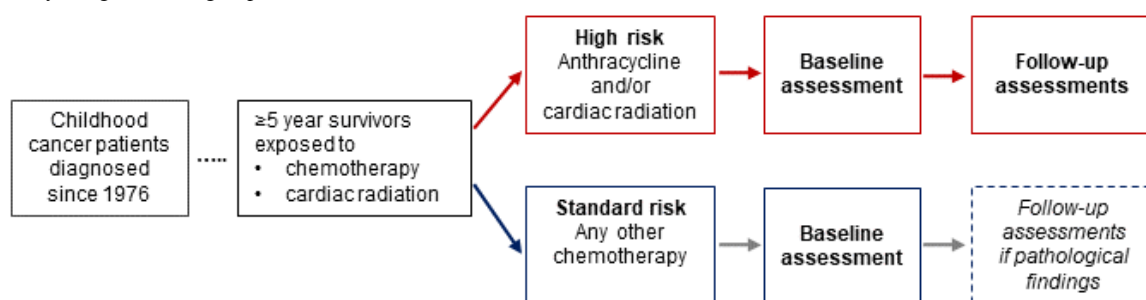 Childhood
cancer patients
diagnosed
since 1976
.....
≥5 year survivors
exposed to
• chemotherapy
• cardiac radiation
High risk
Anthracycline
and/or
cardiac radiation
Baseline
assessment
Follow-up
assessments
Standard risk
Any other
chemotherapy
Baseline
assessment
Follow-up
assessments
if pathological
findings